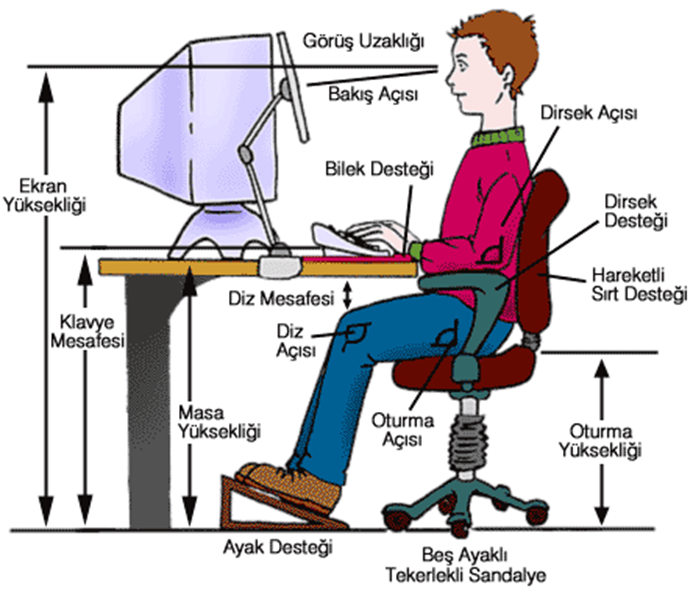 Görüş Uzaklığı
Bakış Açısı
Dirsek Açısı
Bilek Desteği
Ekran
Yüksekliği
Dirsek
Desteği
Hareketli
Sırt Desteği
Diz Mesafesi
Klavye
Mesafesi
Diz
Açısı
Masa
Yüksekliği
Oturma
Açısı
Oturma
Yüksekliği
Ayak Desteği
Beş Ayaklı
Tekerlekli Sandalye